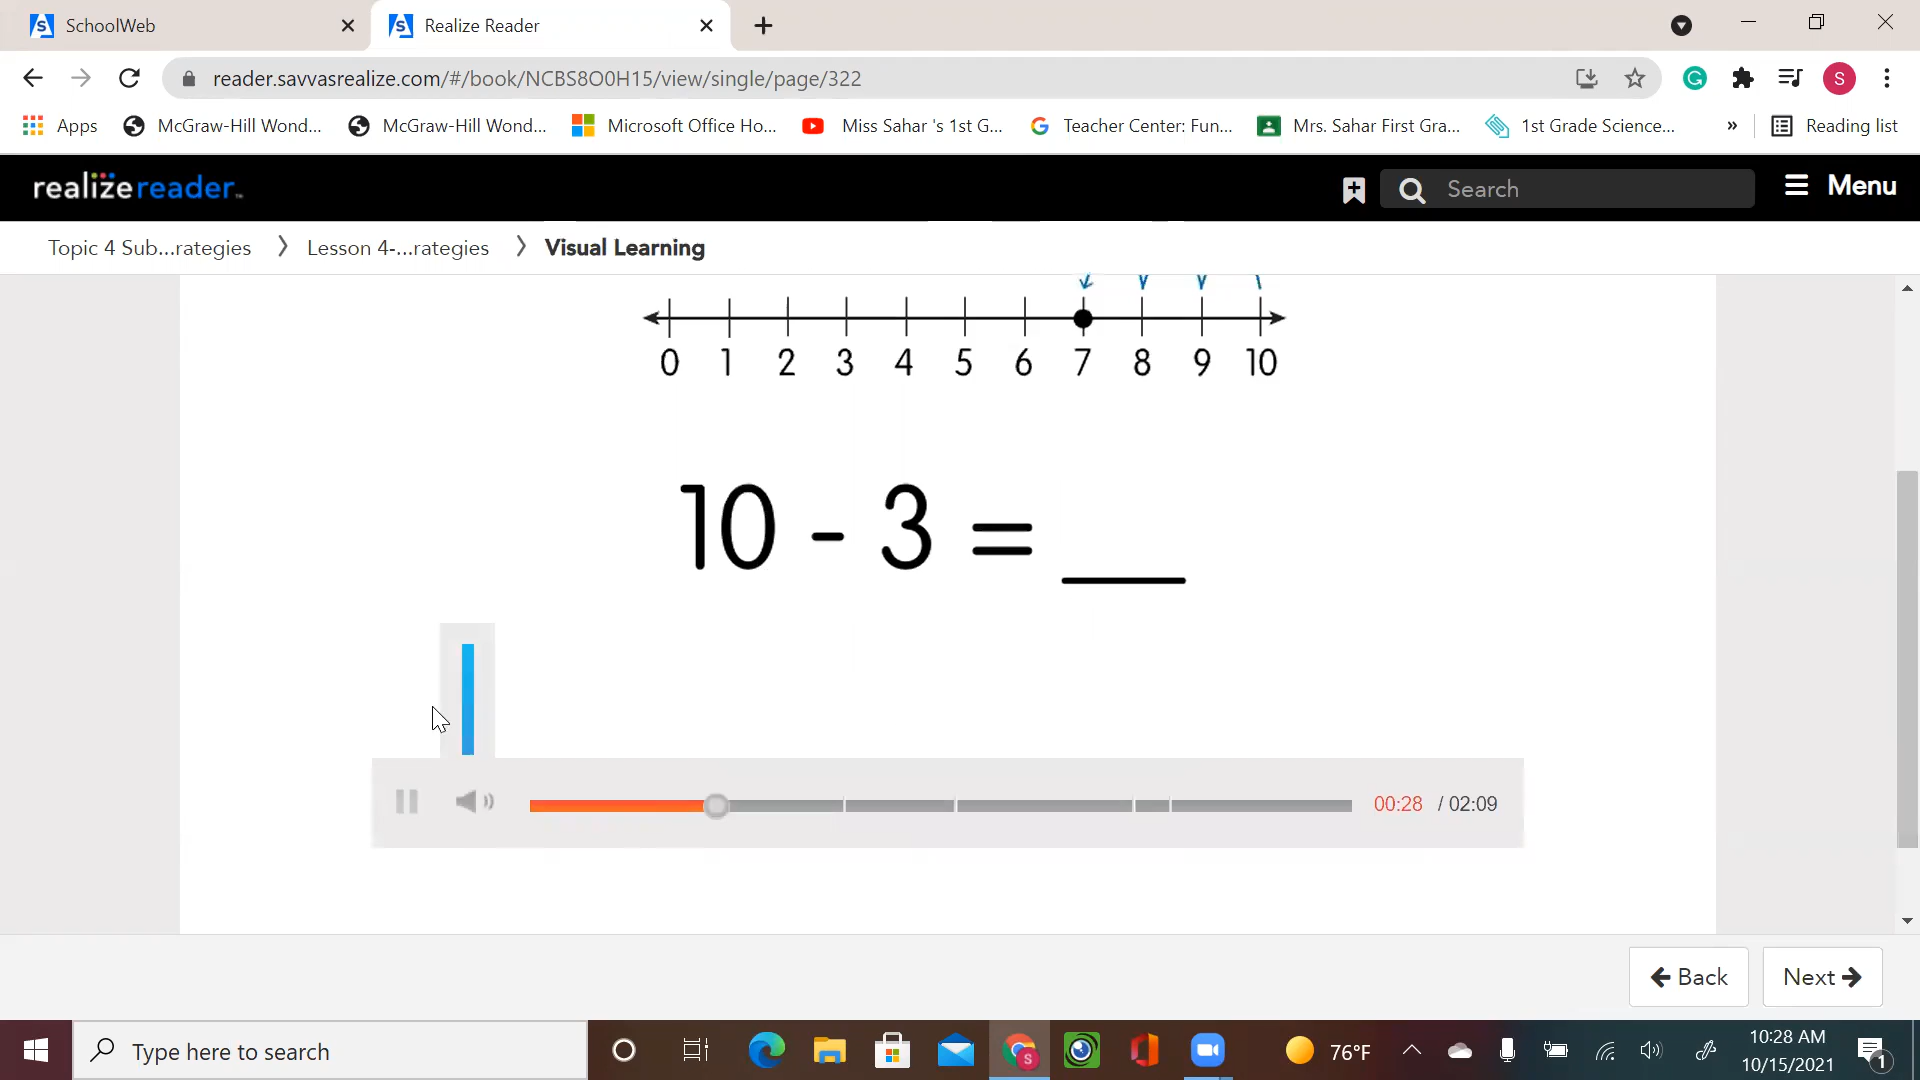 SchoolWeb
Realize Reader
reader.savvasrealize.com/#/book/NCBS8O0H15/view/single/page/322
S
Apps
McGraw-Hill Wond...
McGraw-Hill Wond...
Microsoft Office Ho...
Miss Sahar 's 1st G...
Teacher Center: Fun...
Mrs. Sahar First Gra...
1st Grade Science...
»
Reading list
realizereader™
Search
Menu
Topic 4 Sub...rategies
Lesson 4-...rategies
Visual Learning
0 1 2 3 4 5 6 7 8 9 10
10 - 3 = ___
00:28 / 02:09
Back
Next
Type here to search
76°F
10:28 AM
10/15/2021
1